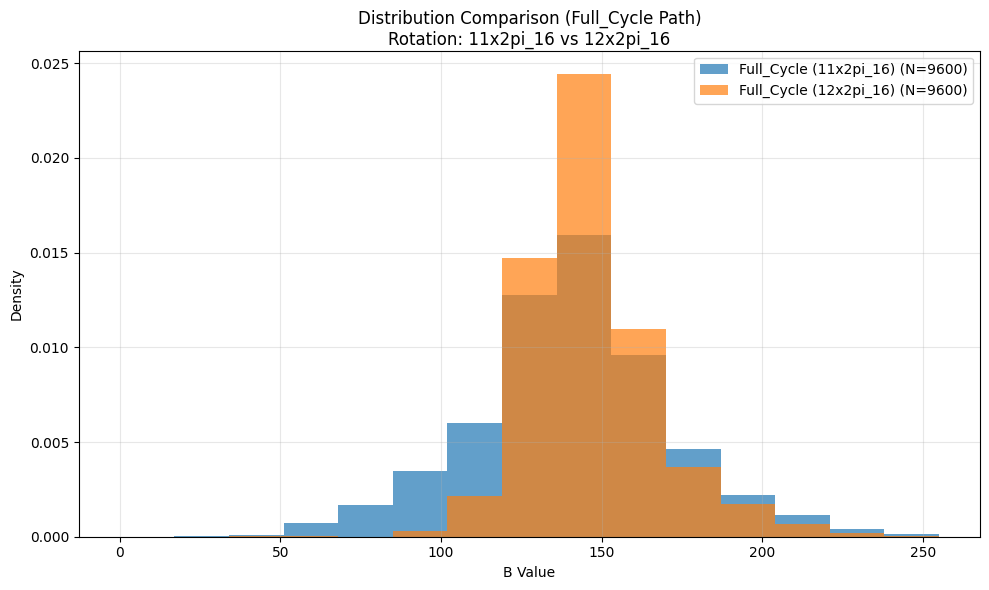 Distribution Comparison (Full_Cycle Path)
Rotation: 11x2pi_16 vs 12x2pi_16
Full_Cycle (11x2pi_16) (N=9600)
Full_Cycle (12x2pi_16) (N=9600)
0.025
0.020
0.015
0.010
0.005
0.000
Density
0 50 100 150 200 250
B Value